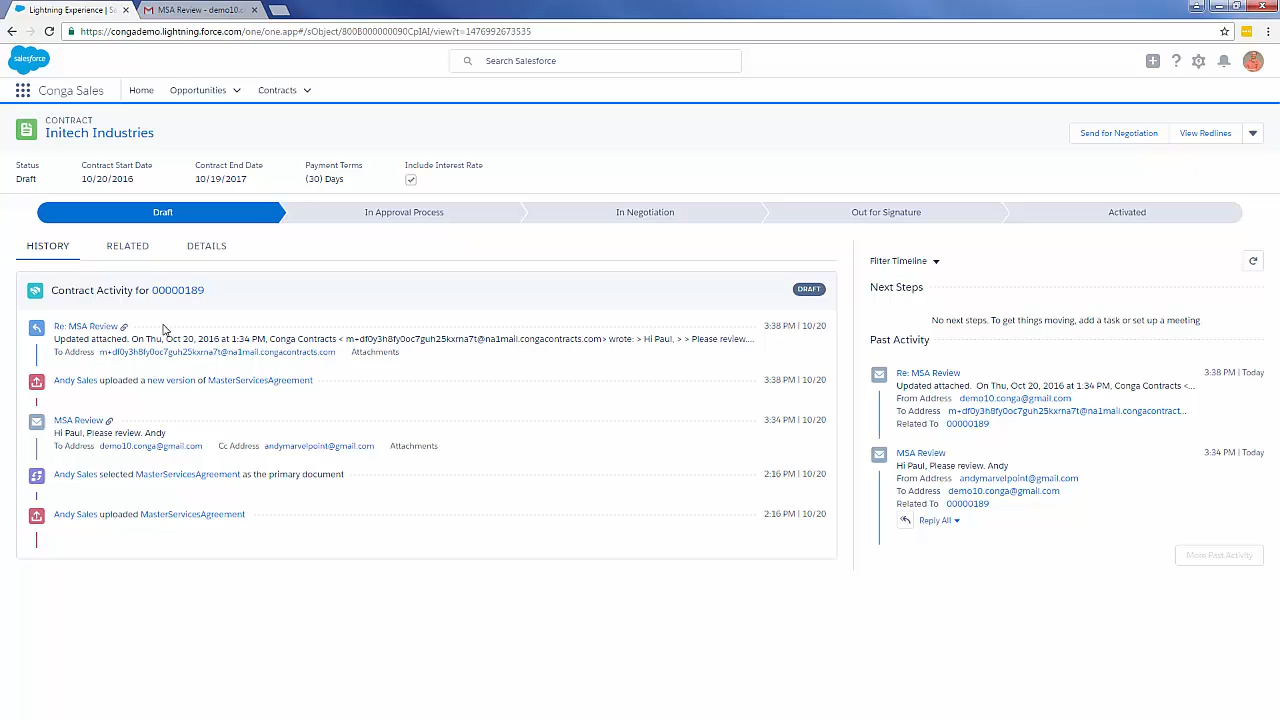 Lightning Experience | S
MSA Review - demo10.c
https://congademo.lightning.force.com/one/one.app#/sObject/800B00000090CpIAI/view?t=1476992673535
salesforce
Search Salesforce
Conga Sales
Home
Opportunities
Contracts
CONTRACT
Initech Industries
Send for Negotiation
View Redlines
Status
Contract Start Date
Contract End Date
Payment Terms
Include Interest Rate
Draft
10/20/2016
10/19/2017
(30) Days
Draft
In Approval Process
In Negotiation
Out for Signature
Activated
HISTORY
RELATED
DETAILS
Contract Activity for 00000189
DRAFT
Re: MSA Review
3:38 PM | 10/20
Updated attached. On Thu, Oct 20, 2016 at 1:34 PM, Conga Contracts < m+df0y3h8fy0oc7guh25kxrna7t@na1mail.congacontracts.com> wrote: > Hi Paul, > > Please review....
To Address m+df0y3h8fy0oc7guh25kxrna7t@na1mail.congacontracts.com Attachments
Andy Sales uploaded a new version of MasterServicesAgreement
3:38 PM | 10/20
MSA Review
3:34 PM | 10/20
Hi Paul, Please review. Andy
To Address demo10.conga@gmail.com Cc Address andymarvelpoint@gmail.com Attachments
Andy Sales selected MasterServicesAgreement as the primary document
2:16 PM | 10/20
Andy Sales uploaded MasterServicesAgreement
2:16 PM | 10/20
Filter Timeline
Next Steps
No next steps. To get things moving, add a task or set up a meeting
Past Activity
Re: MSA Review
3:38 PM | Today
Updated attached. On Thu, Oct 20, 2016 at 1:34 PM, Conga Contracts <...
From Address demo10.conga@gmail.com
To Address m+df0y3h8fy0oc7guh25kxrna7t@na1mail.congacontract...
Related To 00000189
MSA Review
3:34 PM | Today
Hi Paul, Please review. Andy
From Address andymarvelpoint@gmail.com
To Address demo10.conga@gmail.com
Related To 00000189
Reply All
More Past Activity